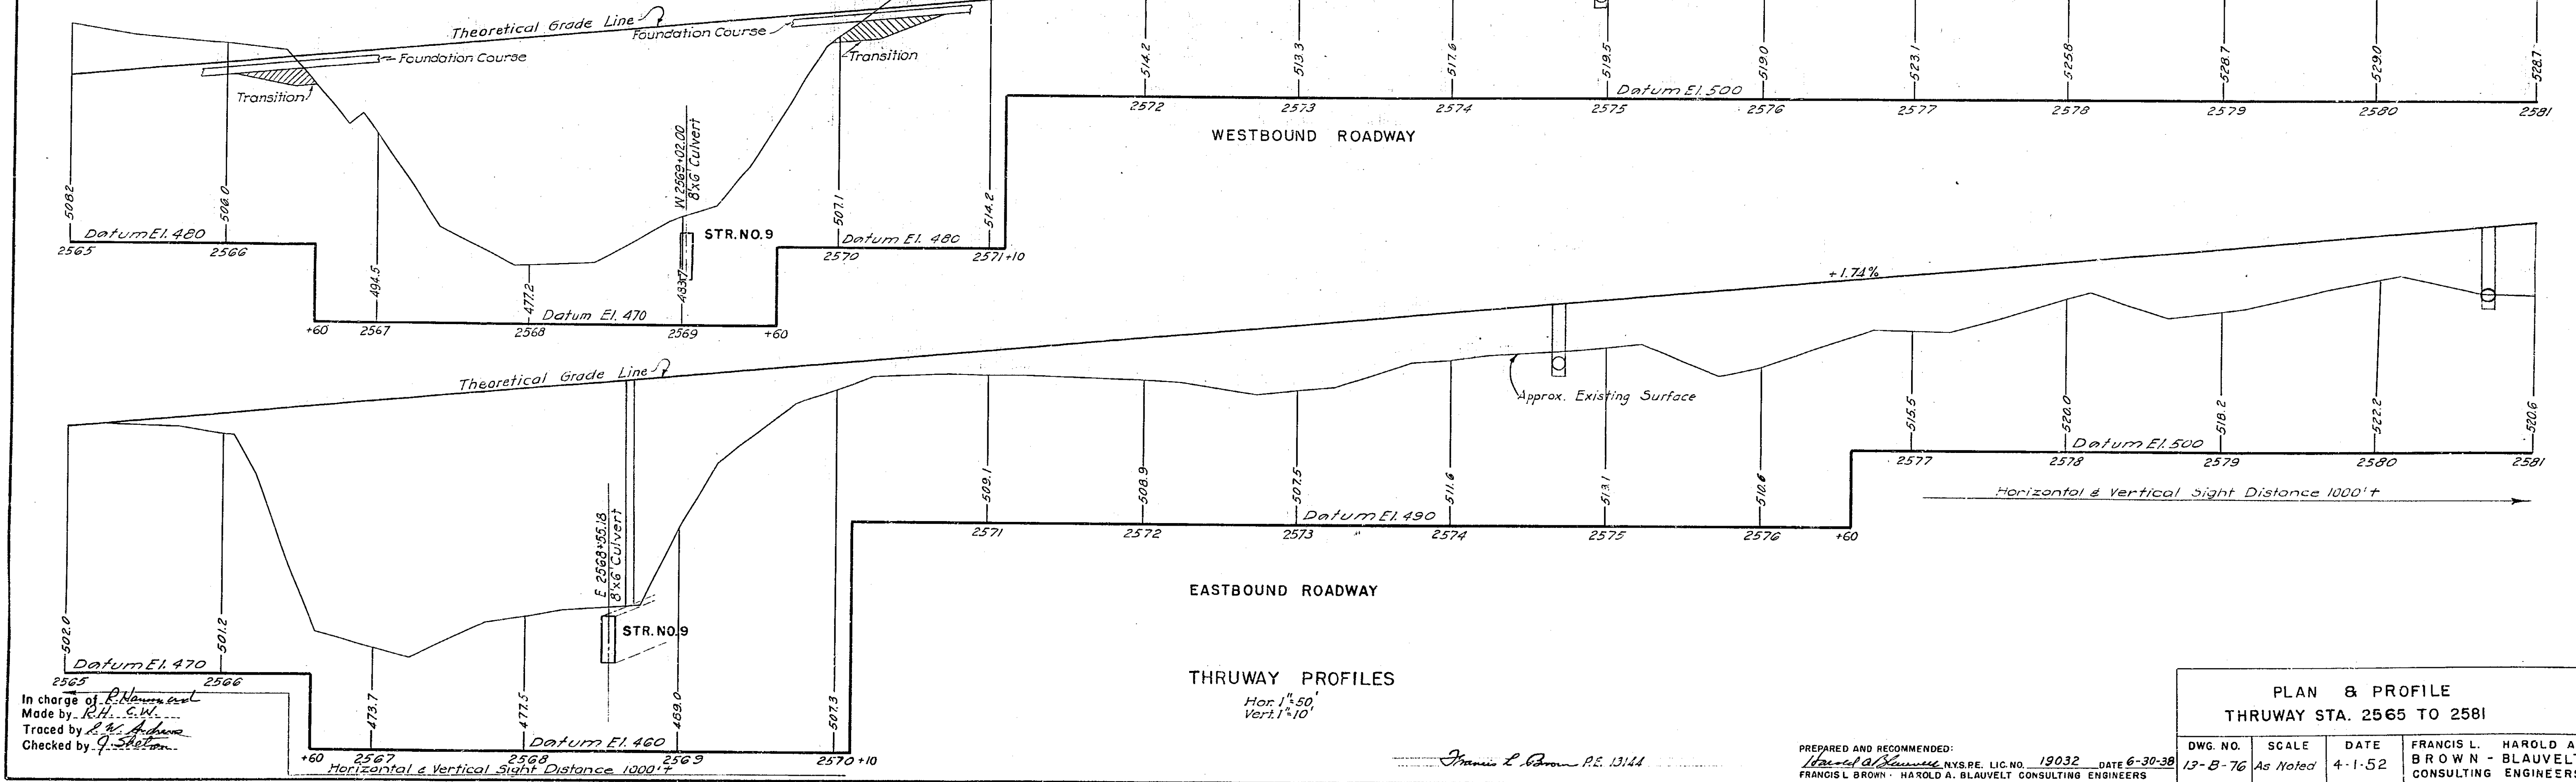 Theoretical Grade Line
Foundation Course
Foundation Course
Transition
Transition
508.2
506.0
494.5
477.2
483.7
507.1
514.2
W 2569+02.00
8'x6' Culvert
STR. NO. 9
Datum El. 480
2565
2566
+60
2567
2568
Datum El. 470
2569
+60
Datum El. 480
2570
2571+10
514.2
513.3
517.6
519.5
519.0
523.1
525.8
528.7
529.0
528.7
Datum El. 500
2572
2573
2574
2575
2576
2577
2578
2579
2580
2581
WESTBOUND ROADWAY
Theoretical Grade Line
+1.74%
Approx. Existing Surface
502.0
501.2
473.7
477.5
469.0
507.3
509.1
508.9
507.5
511.6
513.1
510.6
515.5
520.0
518.2
522.2
520.6
E 2568+55.18
8'x6' Culvert
STR. NO. 9
Datum El. 470
2565
2566
+60
2567
2568
Datum El. 460
2569
2570 +10
Horizontal & Vertical Sight Distance 1000'±
2571
2572
2573
Datum El. 490
2574
2575
2576
+60
2577
2578
Datum El. 500
2579
2580
2581
Horizontal & Vertical Sight Distance 1000'±
EASTBOUND ROADWAY
THRUWAY PROFILES
Hor. 1"=50'
Vert. 1"=10'
In charge of
Made by R.H. C.W.
Traced by
Checked by
Francis L. Brown P.E. 13144
PREPARED AND RECOMMENDED:
Harold A. Blauvelt N.Y.S.P.E. LIC. NO. 19032 DATE 6-30-38
FRANCIS L BROWN · HAROLD A. BLAUVELT CONSULTING ENGINEERS
PLAN & PROFILE
THRUWAY STA. 2565 TO 2581
DWG. NO. SCALE DATE
13-B-76 As Noted 4-1-52
FRANCIS L. HAROLD A
BROWN - BLAUVELT
CONSULTING ENGINEE